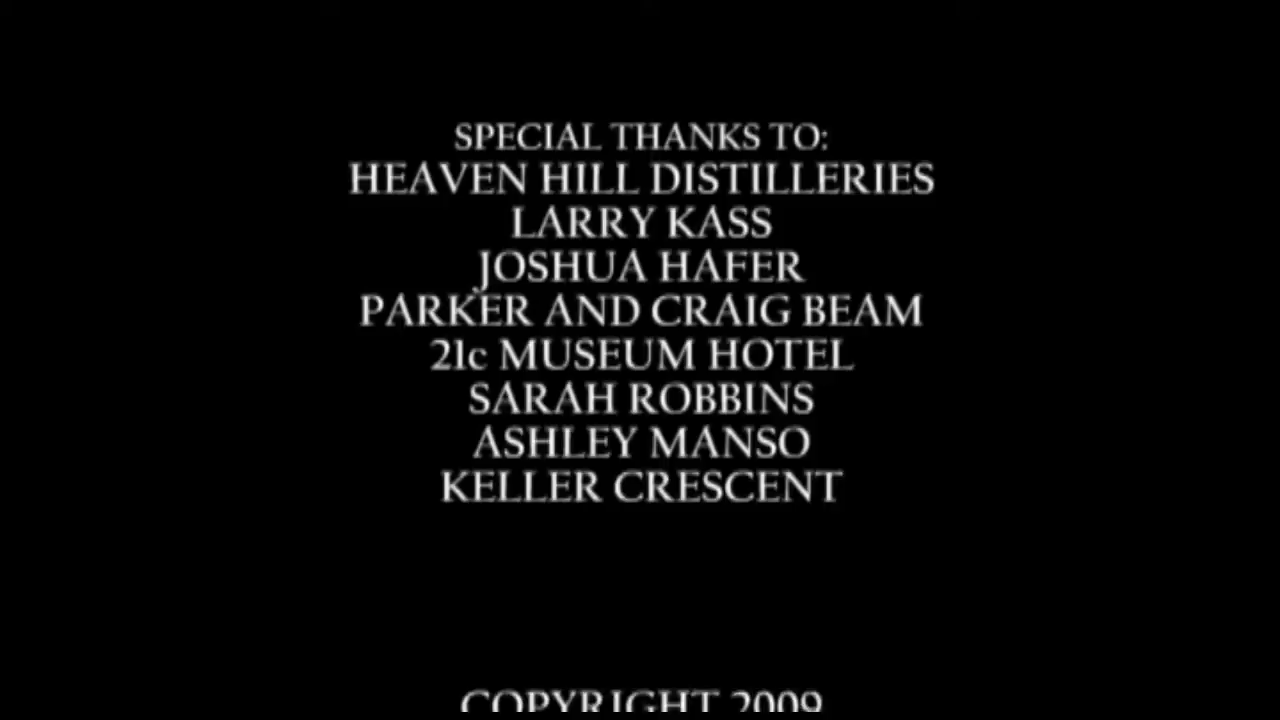 SPECIAL THANKS TO:
HEAVEN HILL DISTILLERIES
LARRY KASS
JOSHUA HAFER
PARKER AND CRAIG BEAM
21c MUSEUM HOTEL
SARAH ROBBINS
ASHLEY MANSO
KELLER CRESCENT
COPYRIGHT 2009